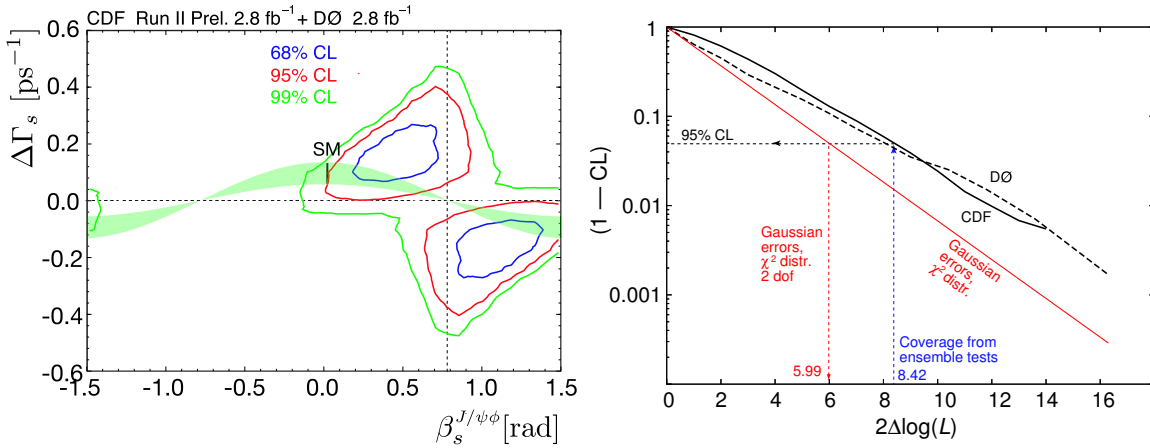 CDF Run II Prel. 2.8 fb⁻¹ + DØ 2.8 fb⁻¹
0.6
0.4
0.2
0.0
-0.2
-0.4
-0.6
ΔΓₛ [ps⁻¹]
68% CL
95% CL
99% CL
SM
-1.5
-1.0
-0.5
0.0
0.5
1.0
1.5
βₛ^{J/ψϕ}[rad]
1
0.1
0.01
0.001
(1 — CL)
95% CL
DØ
CDF
Gaussian
errors,
χ² distr.
2 dof
Gaussian
errors,
χ² distr.
Coverage from
ensemble tests
5.99
8.42
0
2
4
6
8
10
12
14
16
2Δlog(L)